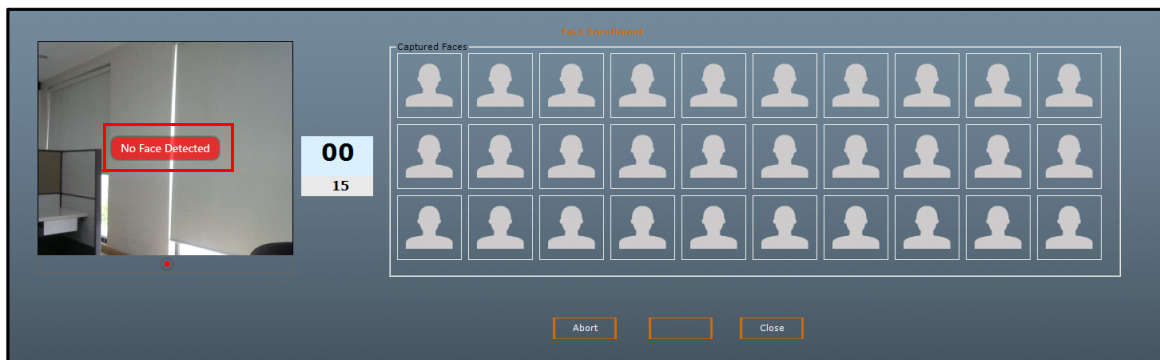 Face Enrollment
Captured Faces
No Face Detected
00
15
Abort
Close